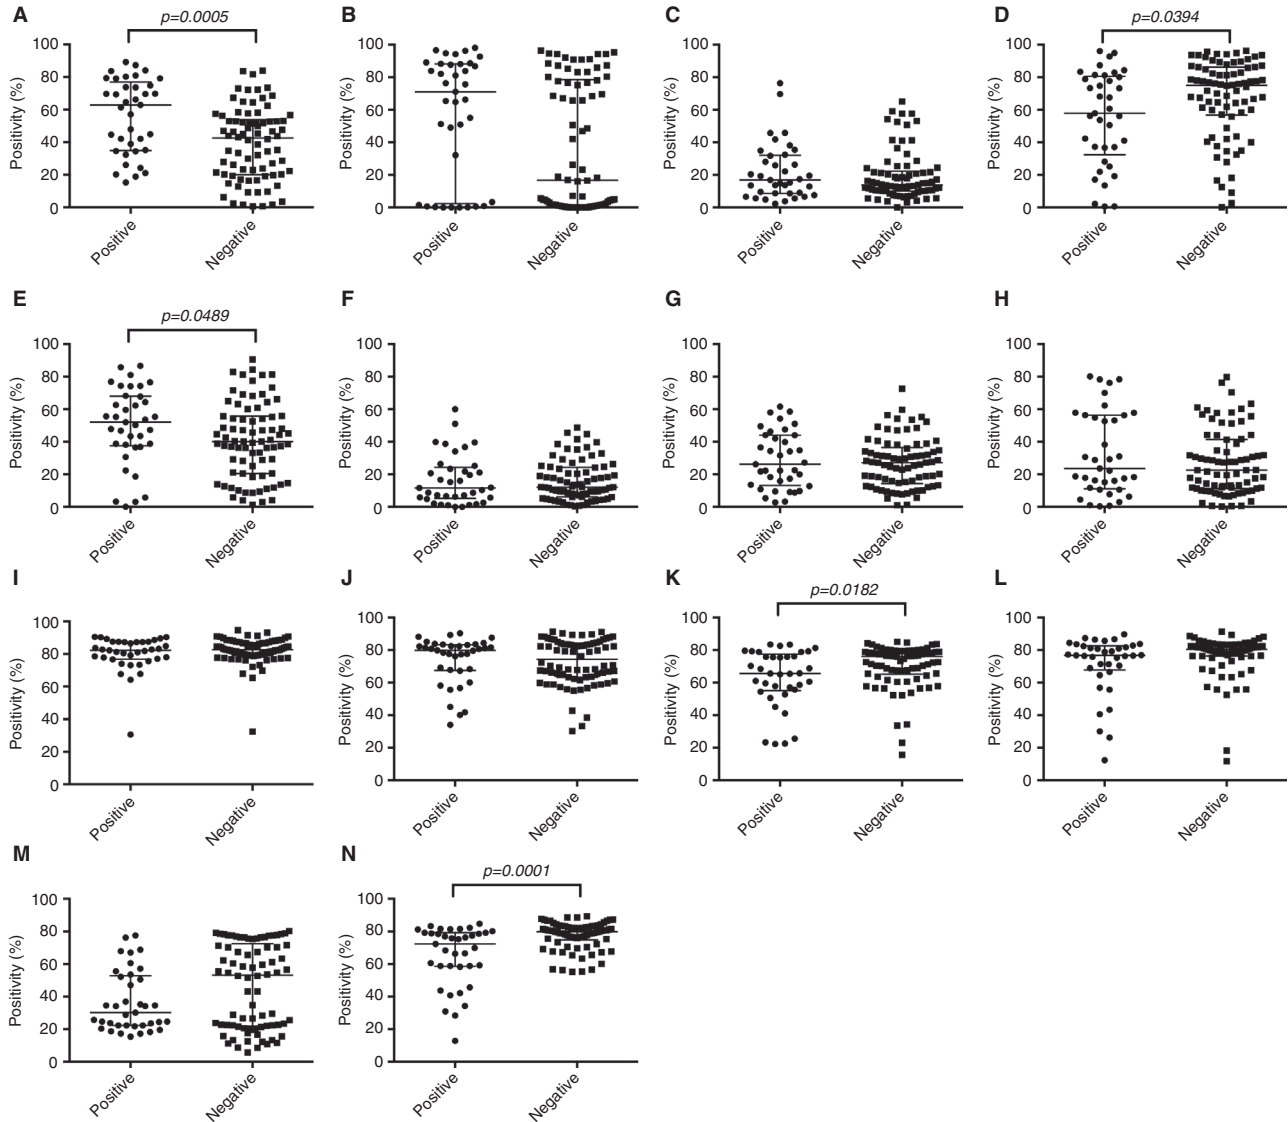 A
p=0.0005
Positivity (%)
100
80
60
40
20
0
Positive
Negative
B
Positivity (%)
100
80
60
40
20
0
Positive
Negative
C
Positivity (%)
100
80
60
40
20
0
Positive
Negative
D
p=0.0394
Positivity (%)
100
80
60
40
20
0
Positive
Negative
E
p=0.0489
Positivity (%)
100
80
60
40
20
0
Positive
Negative
F
Positivity (%)
100
80
60
40
20
0
Positive
Negative
G
Positivity (%)
100
80
60
40
20
0
Positive
Negative
H
Positivity (%)
100
80
60
40
20
0
Positive
Negative
I
Positivity (%)
100
80
60
40
20
0
Positive
Negative
J
Positivity (%)
100
80
60
40
20
0
Positive
Negative
K
p=0.0182
Positivity (%)
100
80
60
40
20
0
Positive
Negative
L
Positivity (%)
100
80
60
40
20
0
Positive
Negative
M
Positivity (%)
100
80
60
40
20
0
Positive
Negative
N
p=0.0001
Positivity (%)
100
80
60
40
20
0
Positive
Negative